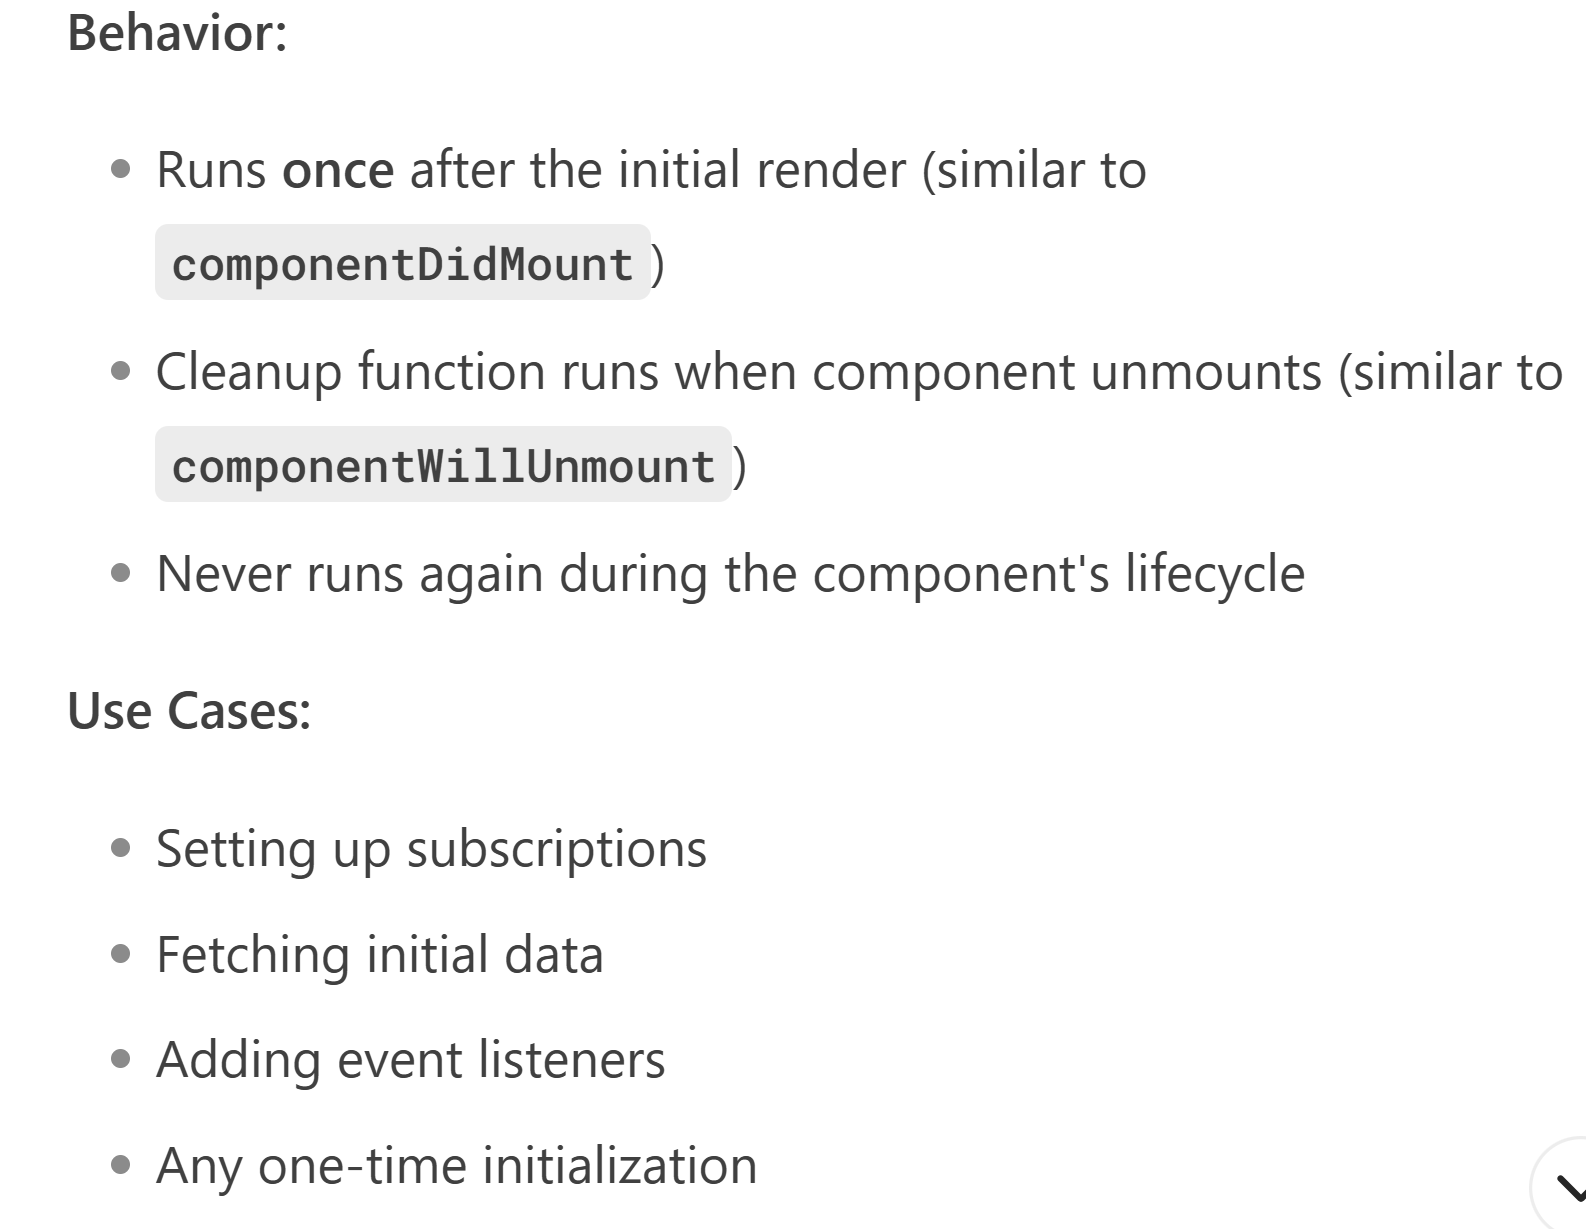 Behavior:
Runs once after the initial render (similar to
componentDidMount)
Cleanup function runs when component unmounts (similar to
componentWillUnmount)
Never runs again during the component's lifecycle
Use Cases:
Setting up subscriptions
Fetching initial data
Adding event listeners
Any one-time initialization